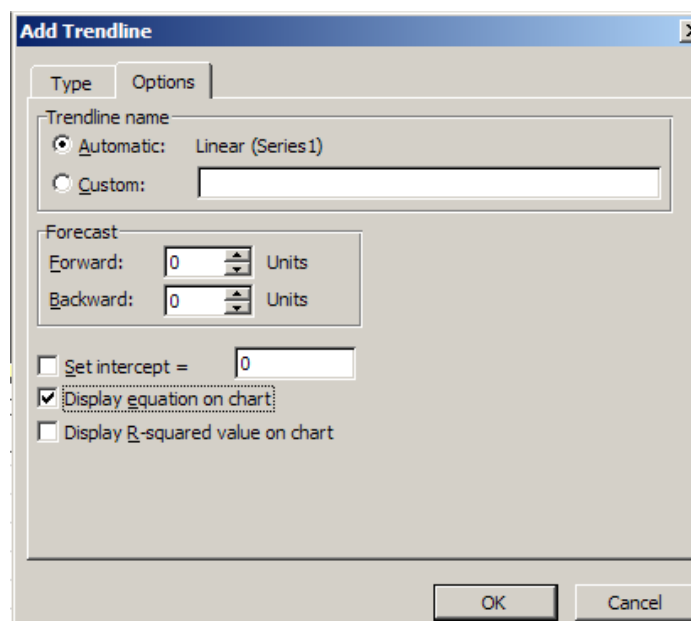 Add Trendline
Type Options
Trendline name
Automatic: Linear (Series1)
Custom:
Forecast
Forward: 0 Units
Backward: 0 Units
Set intercept = 0
Display equation on chart
Display R-squared value on chart
OK Cancel